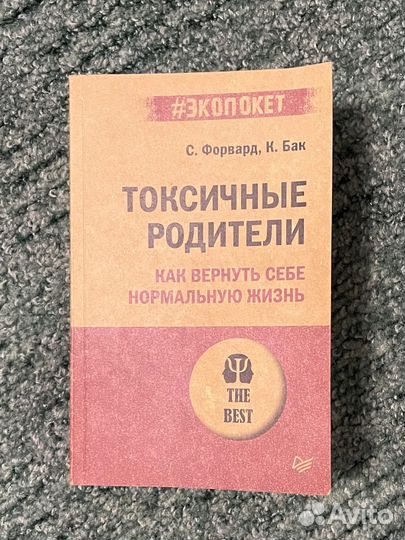 #ЭКОПОКЕТ
С. Форвард, К. Бак
ТОКСИЧНЫЕ
РОДИТЕЛИ
КАК ВЕРНУТЬ СЕБЕ
НОРМАЛЬНУЮ ЖИЗНЬ
Ψ
THE
BEST
Avito